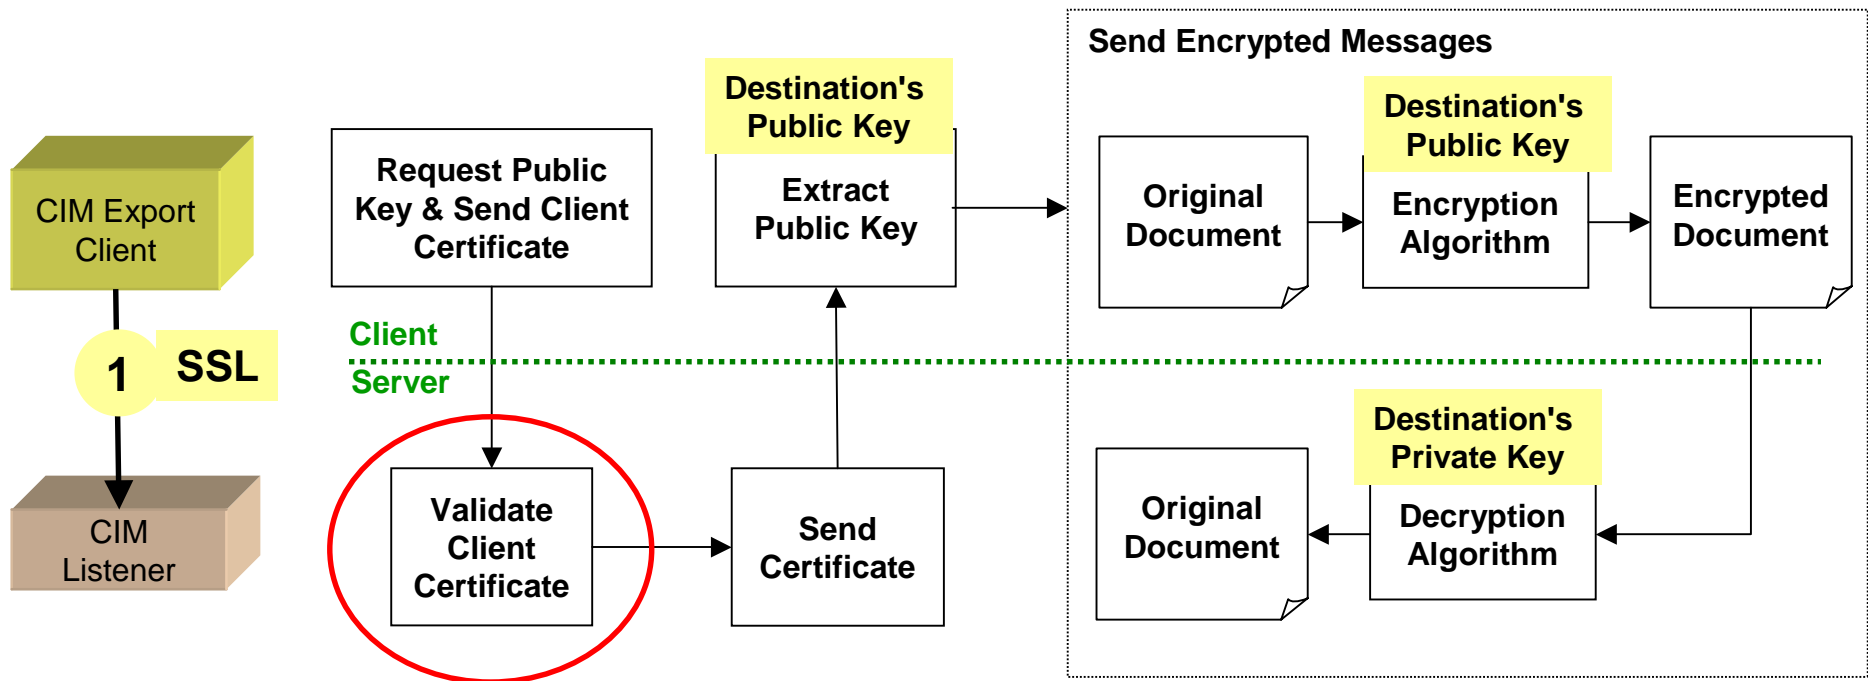 CIM Export
Client
1
SSL
CIM
Listener
Request Public
Key & Send Client
Certificate
Client
Server
Validate
Client
Certificate
Send
Certificate
Destination's
Public Key
Extract
Public Key
Send Encrypted Messages
Original
Document
Destination's
Public Key
Encryption
Algorithm
Encrypted
Document
Destination's
Private Key
Decryption
Algorithm
Original
Document